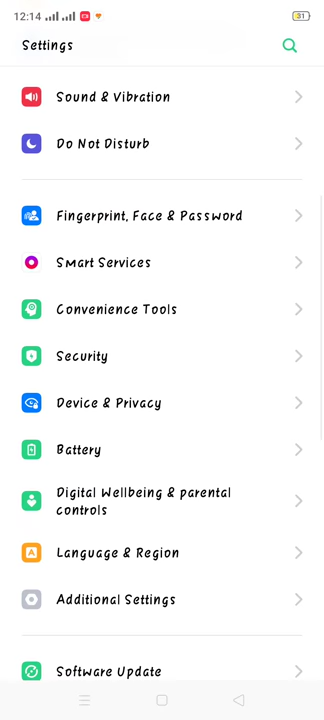 12:14
31
Settings
Sound & Vibration
Do Not Disturb
Fingerprint, Face & Password
Smart Services
Convenience Tools
Security
Device & Privacy
Battery
Digital Wellbeing & parental
controls
Language & Region
A
Additional Settings
Software Update